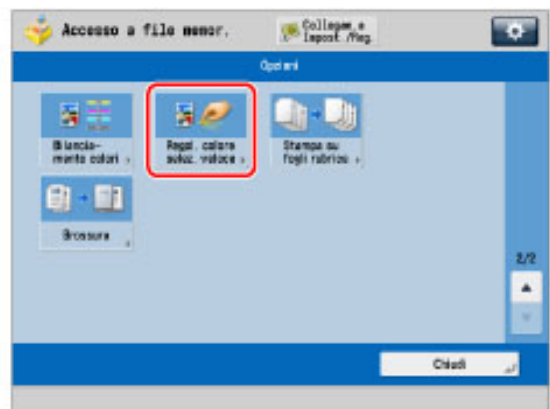 Accesso a file memor.
Collegam. a
Impost./Reg.
Opzioni
Bilancia-
mento colori
Regol. colore
selez. veloce
Stampa su
fogli rubrica
Brossura
2/2
Chiudi